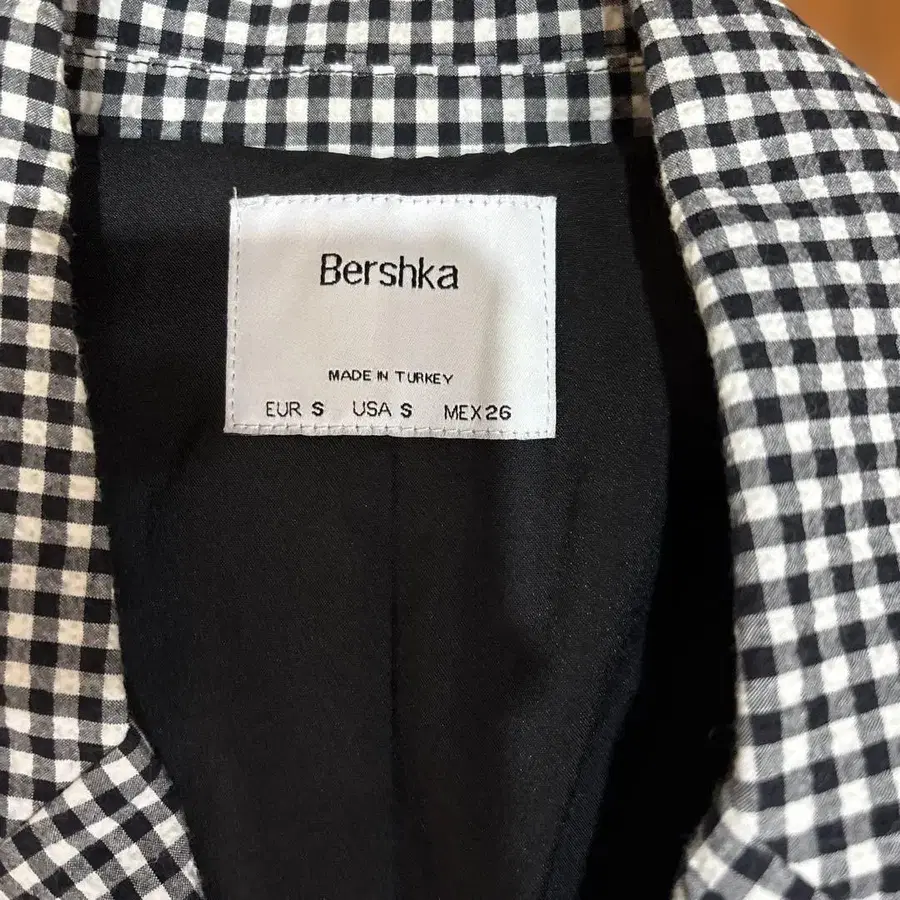 Bershka
MADE IN TURKEY
EUR S USA S MEX 26